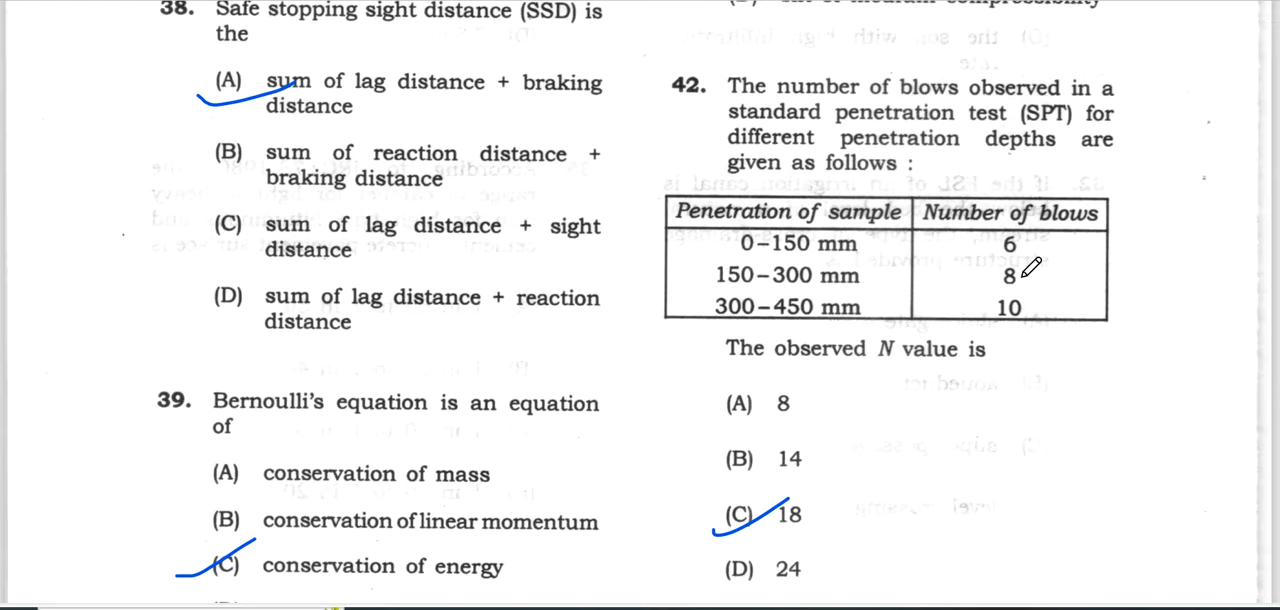 38. Safe stopping sight distance (SSD) is
the
(A) sum of lag distance + braking
distance
(B) sum of reaction distance +
braking distance
(C) sum of lag distance + sight
distance
(D) sum of lag distance + reaction
distance
39. Bernoulli's equation is an equation
of
(A) conservation of mass
(B) conservation of linear momentum
(C) conservation of energy
42. The number of blows observed in a
standard penetration test (SPT) for
different penetration depths are
given as follows :
Penetration of sample Number of blows
0–150 mm 6
150–300 mm 8
300–450 mm 10
The observed N value is
(A) 8
(B) 14
(C) 18
(D) 24